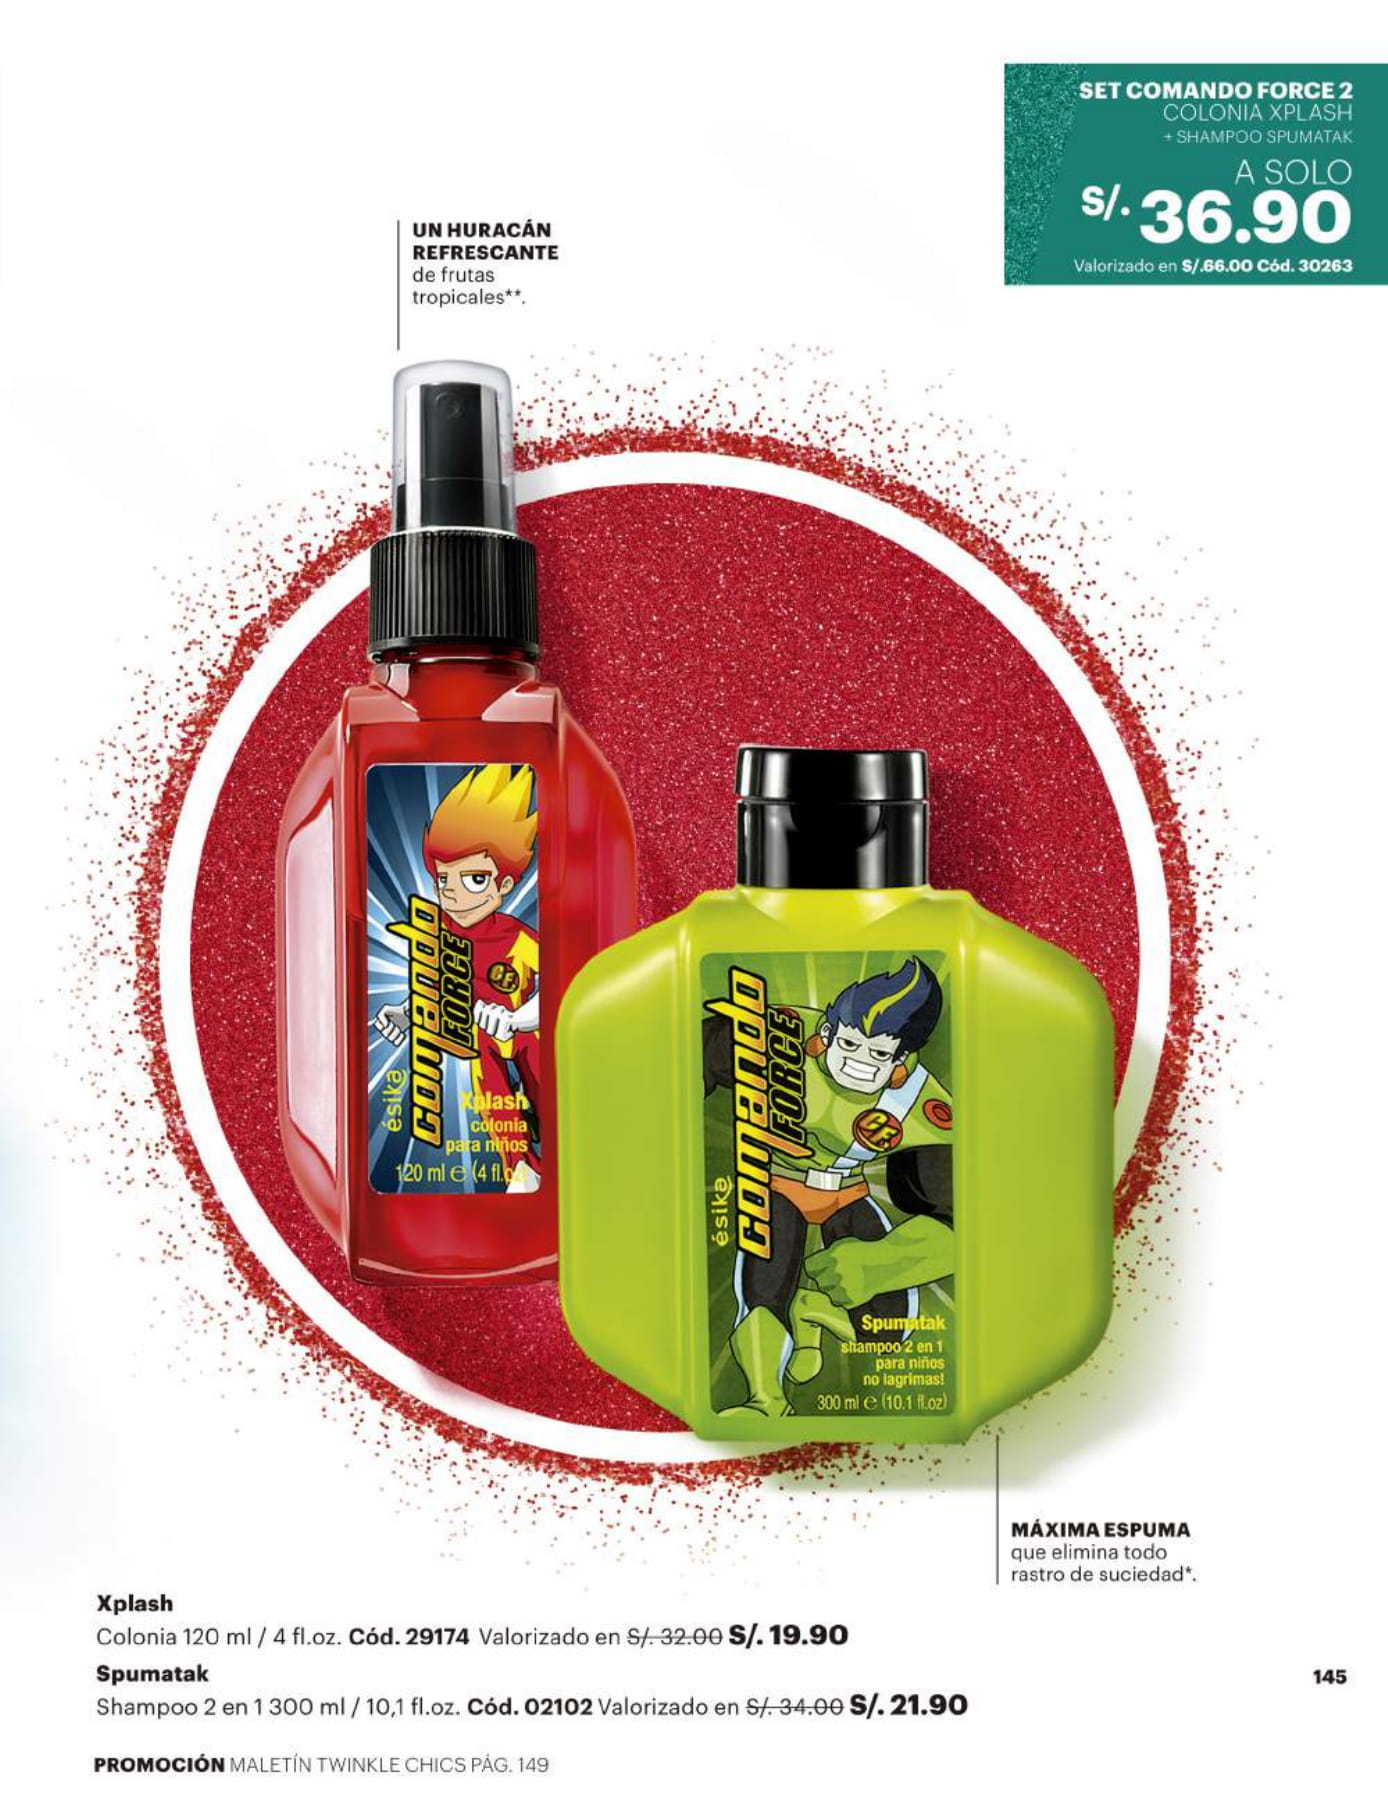 SET COMANDO FORCE 2
COLONIA XPLASH
+ SHAMPOO SPUMATAK
A SOLO
S/. 36.90
Valorizado en S/.66.00 Cód. 30263
UN HURACÁN
REFRESCANTE
de frutas
tropicales**.
comando
FORCE
C.F.
ésika
Xplash
colonia
para niños
120 ml e (4 fl.oz)
comando
FORCE
C.F.
ésika
Spumatak
shampoo 2 en 1
para niños
no lagrimas!
300 ml e (10.1 fl.oz)
MÁXIMA ESPUMA
que elimina todo
rastro de suciedad*.
Xplash
Colonia 120 ml / 4 fl.oz. Cód. 29174 Valorizado en S/. 32.00 S/. 19.90
Spumatak
Shampoo 2 en 1 300 ml / 10,1 fl.oz. Cód. 02102 Valorizado en S/. 34.00 S/. 21.90
145
PROMOCIÓN MALETÍN TWINKLE CHICS PÁG. 149